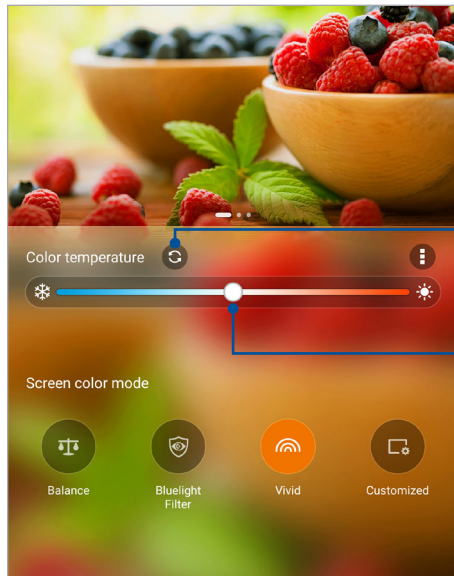 Color temperature
Screen color mode
Balance
Bluelight
Filter
Vivid
Customized